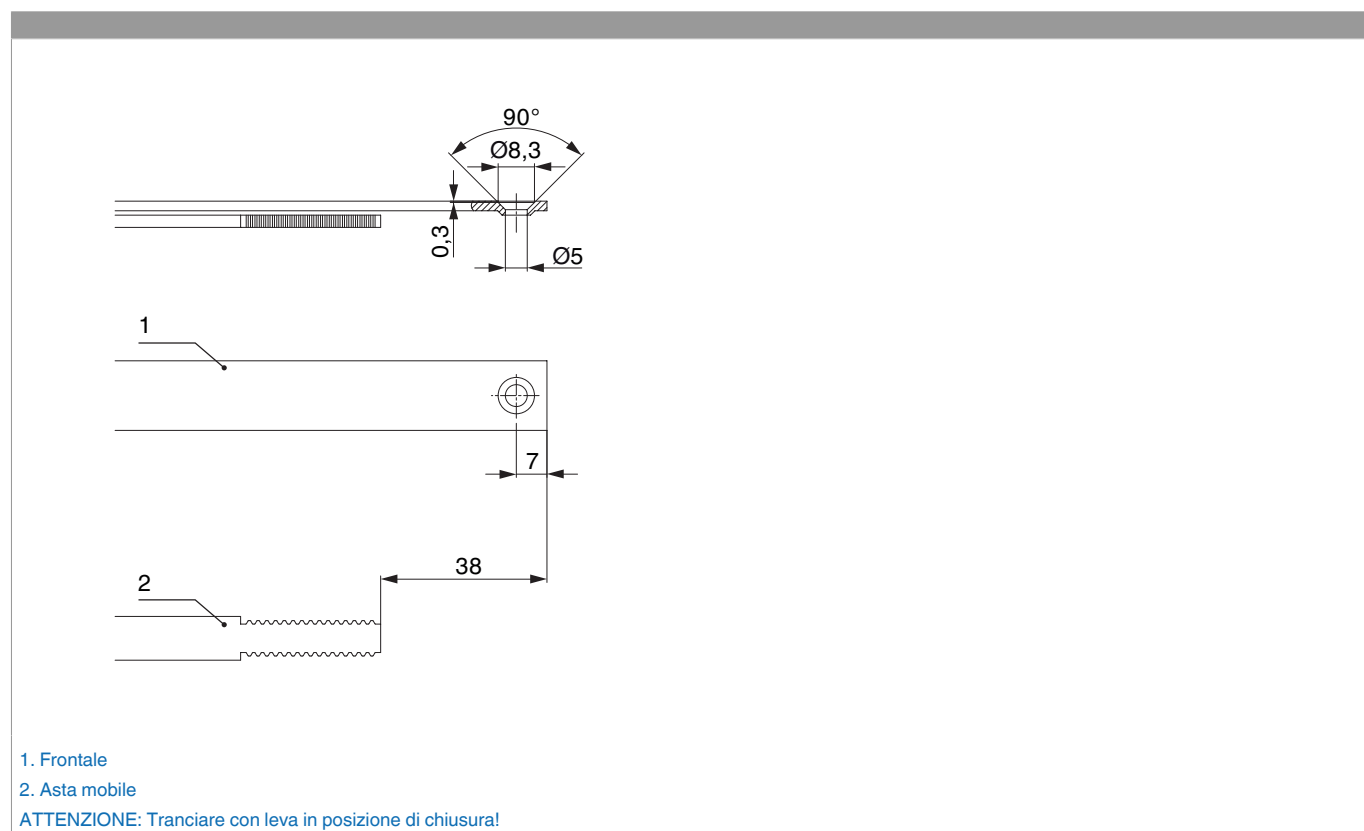 90°
Ø8,3
0,3
Ø5
1
7
38
2
1. Frontale
2. Asta mobile
ATTENZIONE: Tranciare con leva in posizione di chiusura!